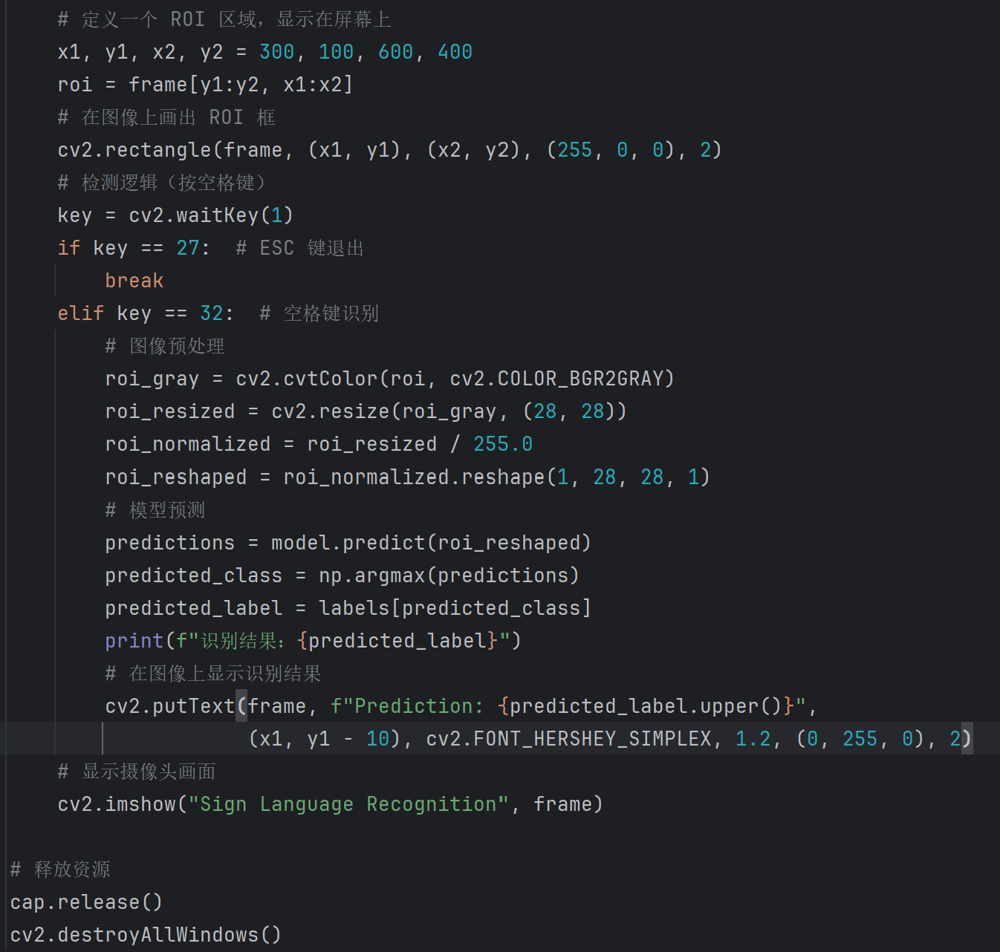 # 定义一个 ROI 区域，显示在屏幕上
x1, y1, x2, y2 = 300, 100, 600, 400
roi = frame[y1:y2, x1:x2]
# 在图像上画出 ROI 框
cv2.rectangle(frame, (x1, y1), (x2, y2), (255, 0, 0), 2)
# 检测逻辑（按空格键）
key = cv2.waitKey(1)
if key == 27:  # ESC 键退出
    break
elif key == 32:  # 空格键识别
    # 图像预处理
    roi_gray = cv2.cvtColor(roi, cv2.COLOR_BGR2GRAY)
    roi_resized = cv2.resize(roi_gray, (28, 28))
    roi_normalized = roi_resized / 255.0
    roi_reshaped = roi_normalized.reshape(1, 28, 28, 1)
    # 模型预测
    predictions = model.predict(roi_reshaped)
    predicted_class = np.argmax(predictions)
    predicted_label = labels[predicted_class]
    print(f"识别结果：{predicted_label}")
    # 在图像上显示识别结果
    cv2.putText(frame, f"Prediction: {predicted_label.upper()}",
                (x1, y1 - 10), cv2.FONT_HERSHEY_SIMPLEX, 1.2, (0, 255, 0), 2)
# 显示摄像头画面
cv2.imshow("Sign Language Recognition", frame)
# 释放资源
cap.release()
cv2.destroyAllWindows()